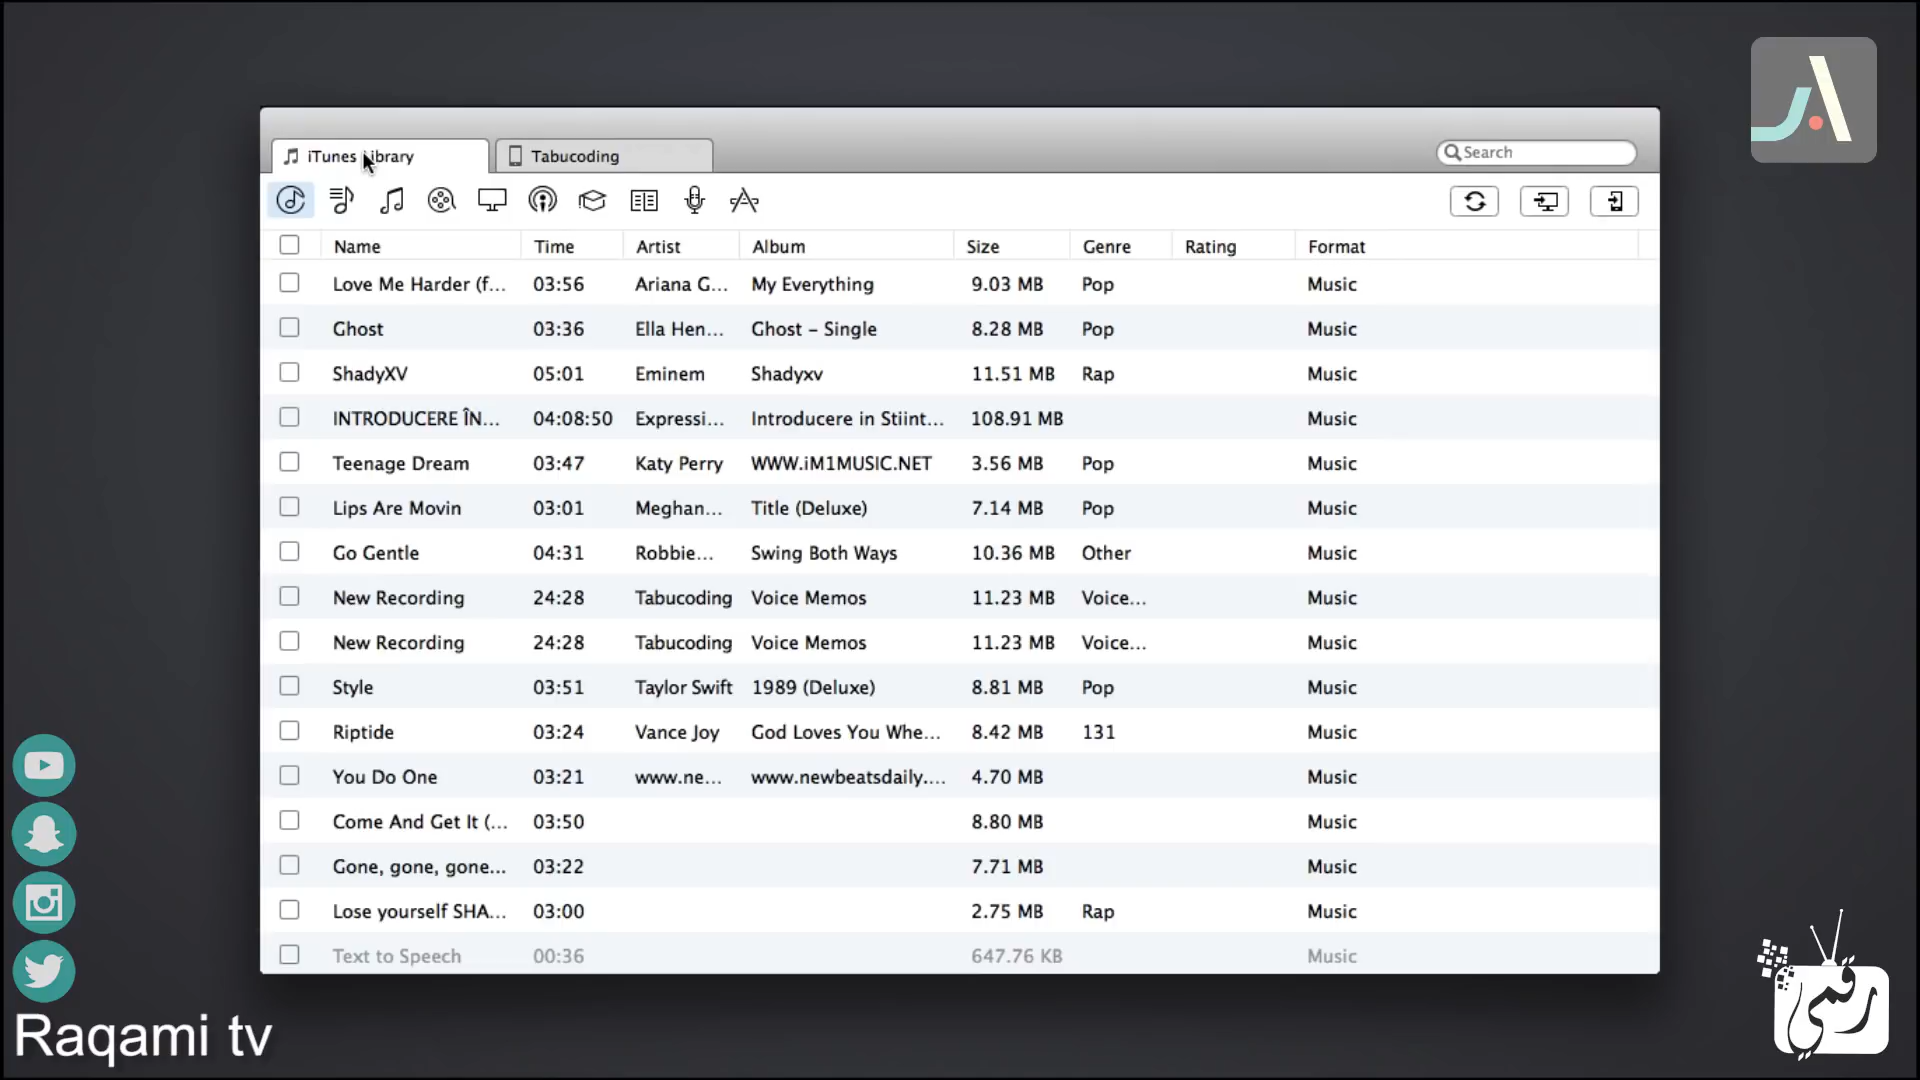 iTunes Library Tabucoding Search
Name Time Artist Album Size Genre Rating Format
Love Me Harder (f... 03:56 Ariana G... My Everything 9.03 MB Pop Music
Ghost 03:36 Ella Hen... Ghost – Single 8.28 MB Pop Music
ShadyXV 05:01 Eminem Shadyxv 11.51 MB Rap Music
INTRODUCERE ÎN... 04:08:50 Expressi... Introducere in Stiint... 108.91 MB Music
Teenage Dream 03:47 Katy Perry WWW.iM1MUSIC.NET 3.56 MB Pop Music
Lips Are Movin 03:01 Meghan... Title (Deluxe) 7.14 MB Pop Music
Go Gentle 04:31 Robbie... Swing Both Ways 10.36 MB Other Music
New Recording 24:28 Tabucoding Voice Memos 11.23 MB Voice... Music
New Recording 24:28 Tabucoding Voice Memos 11.23 MB Voice... Music
Style 03:51 Taylor Swift 1989 (Deluxe) 8.81 MB Pop Music
Riptide 03:24 Vance Joy God Loves You Whe... 8.42 MB 131 Music
You Do One 03:21 www.ne... www.newbeatsdaily.... 4.70 MB Music
Come And Get It (... 03:50 8.80 MB Music
Gone, gone, gone... 03:22 7.71 MB Music
Lose yourself SHA... 03:00 2.75 MB Rap Music
Text to Speech 00:36 647.76 KB Music
Raqami tv
رقمي